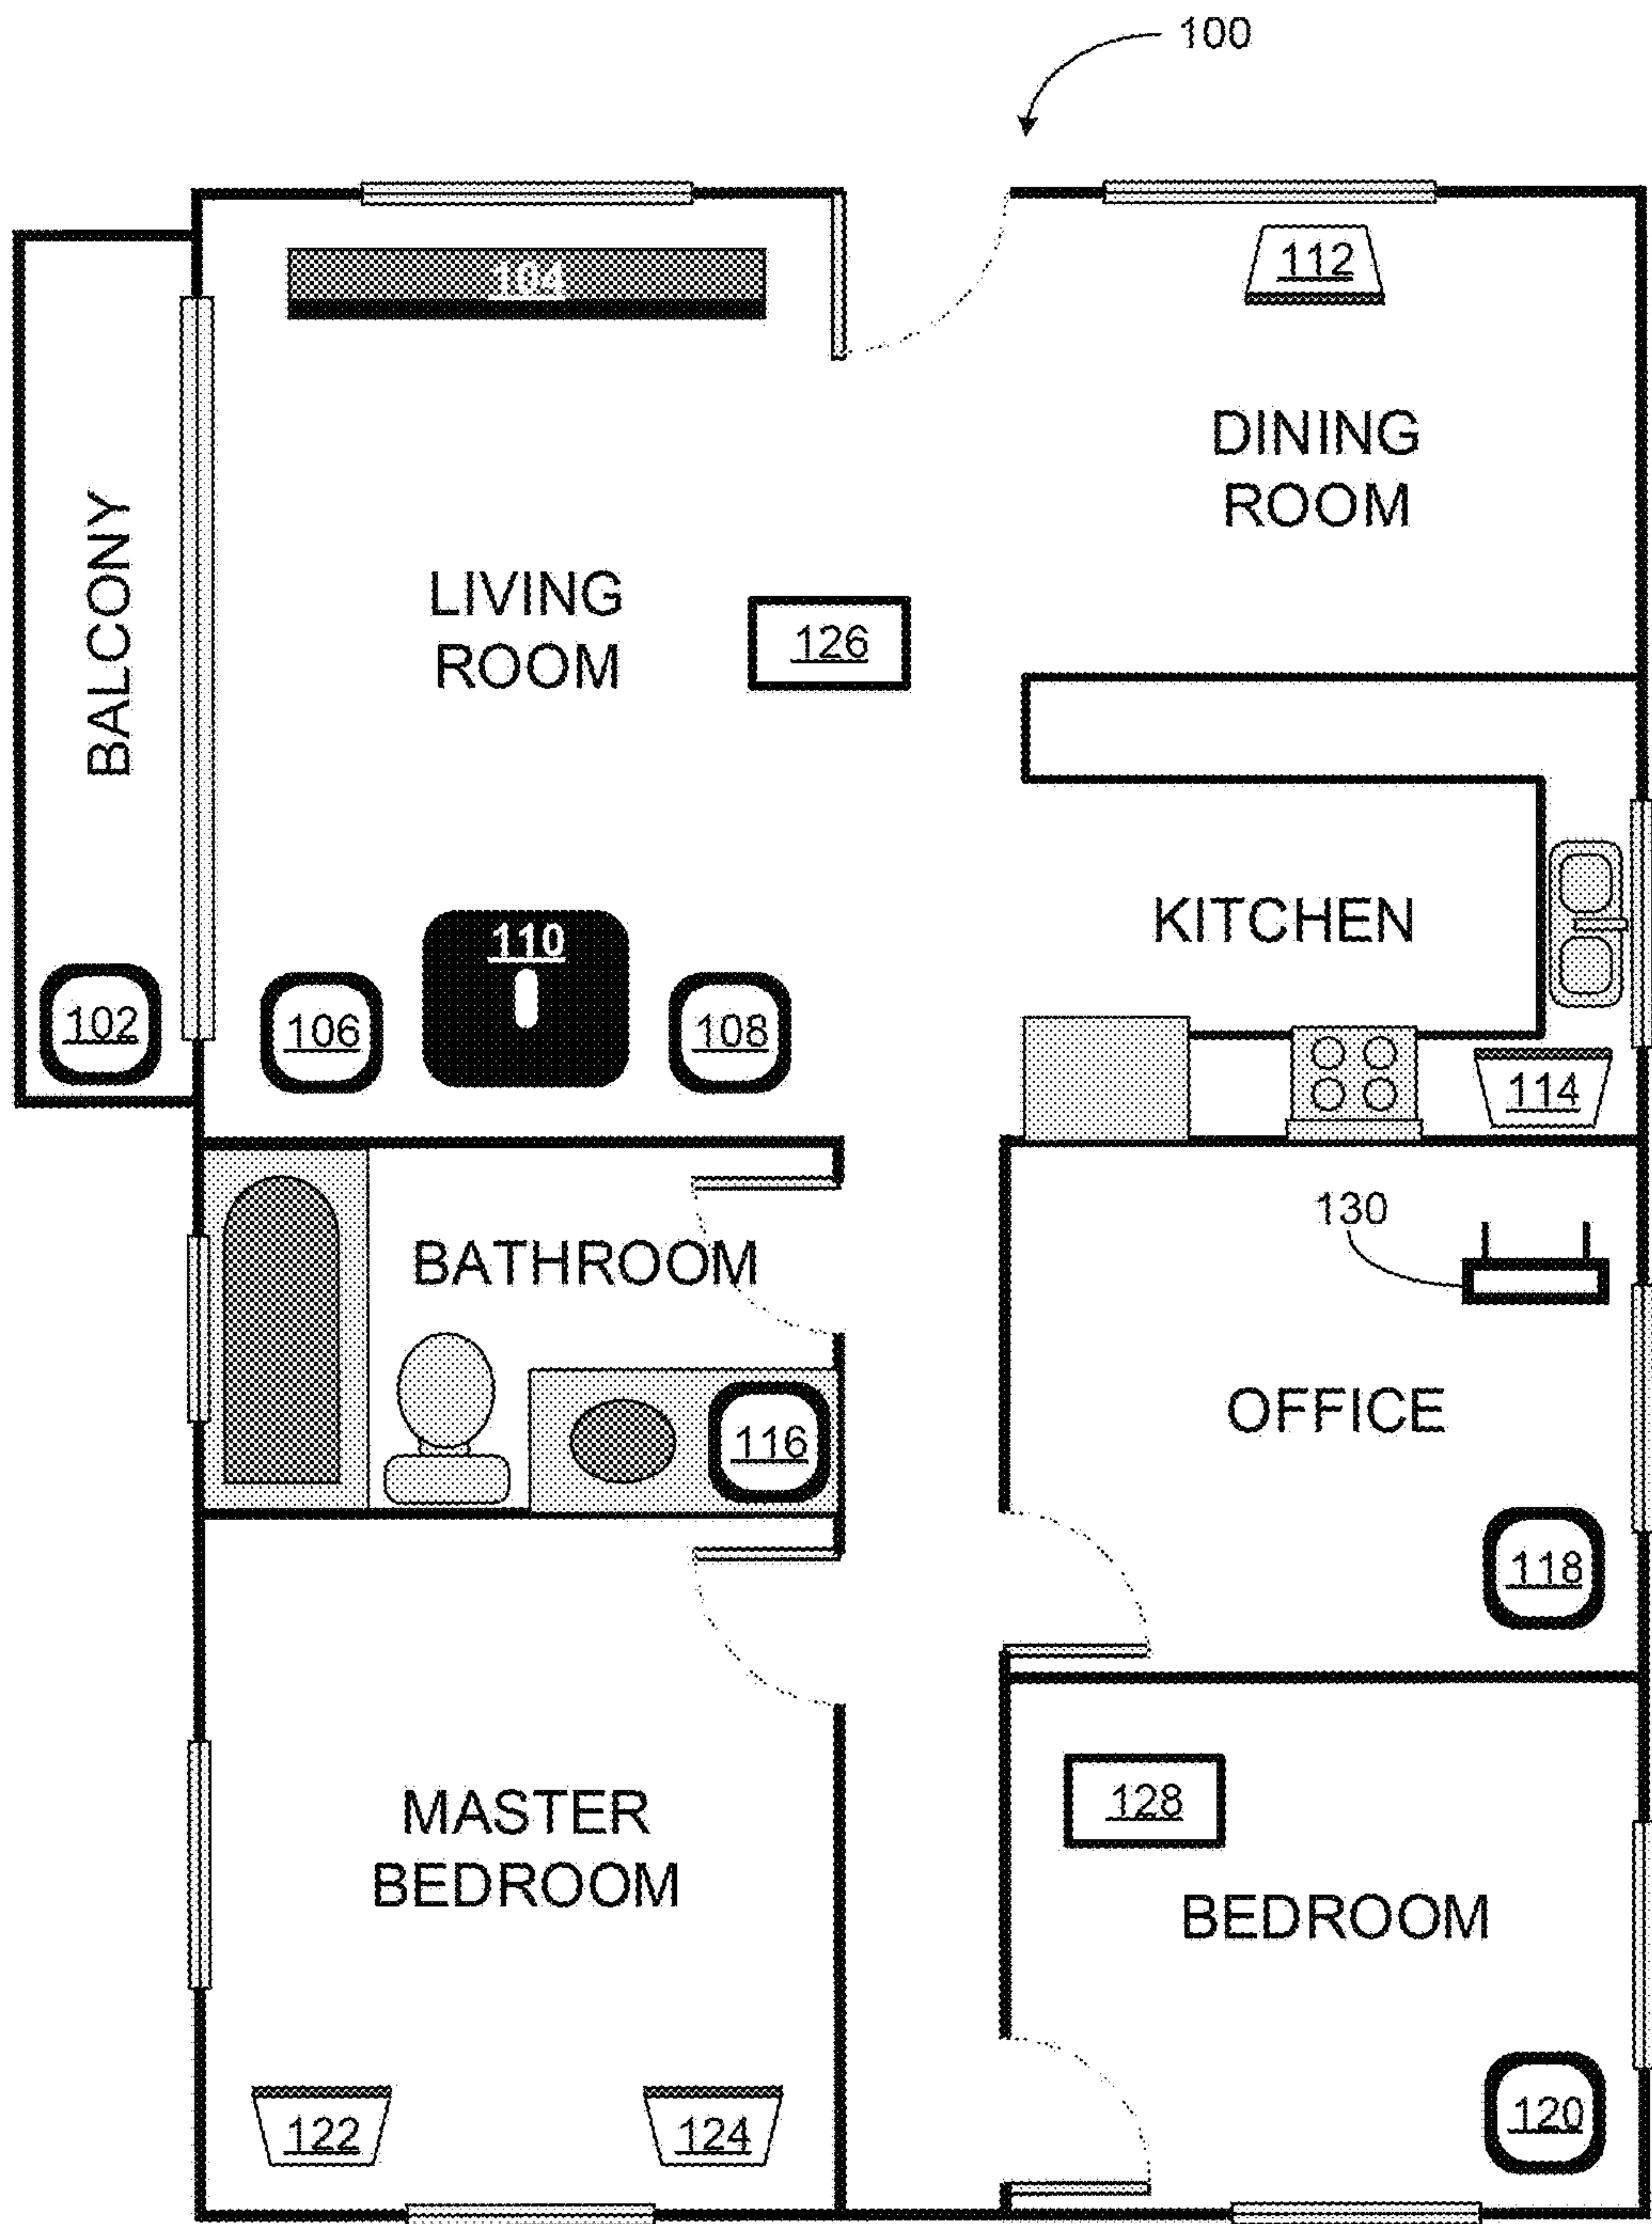 100
104
112
DINING
ROOM
BALCONY
LIVING
ROOM
126
KITCHEN
110
102
106
108
114
130
BATHROOM
OFFICE
116
118
128
MASTER
BEDROOM
BEDROOM
120
122
124